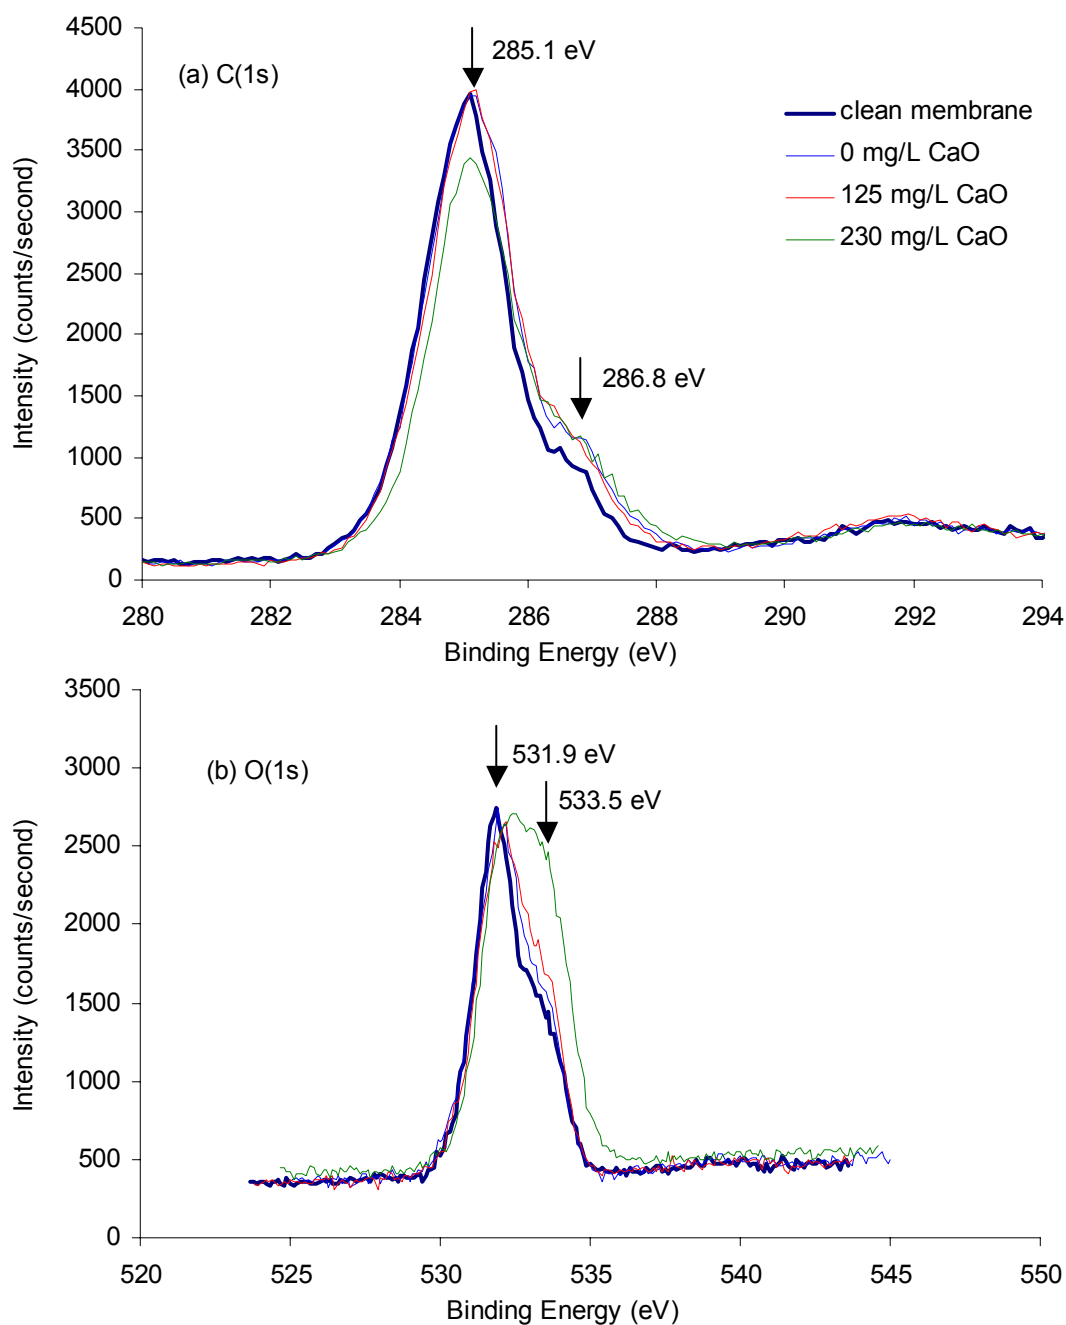 4500
4000
3500
3000
2500
2000
1500
1000
500
0
Intensity (counts/second)
(a) C(1s)
285.1 eV
286.8 eV
clean membrane
0 mg/L CaO
125 mg/L CaO
230 mg/L CaO
280 282 284 286 288 290 292 294
Binding Energy (eV)
3500
3000
2500
2000
1500
1000
500
0
Intensity (counts/second)
(b) O(1s)
531.9 eV
533.5 eV
520 525 530 535 540 545 550
Binding Energy (eV)